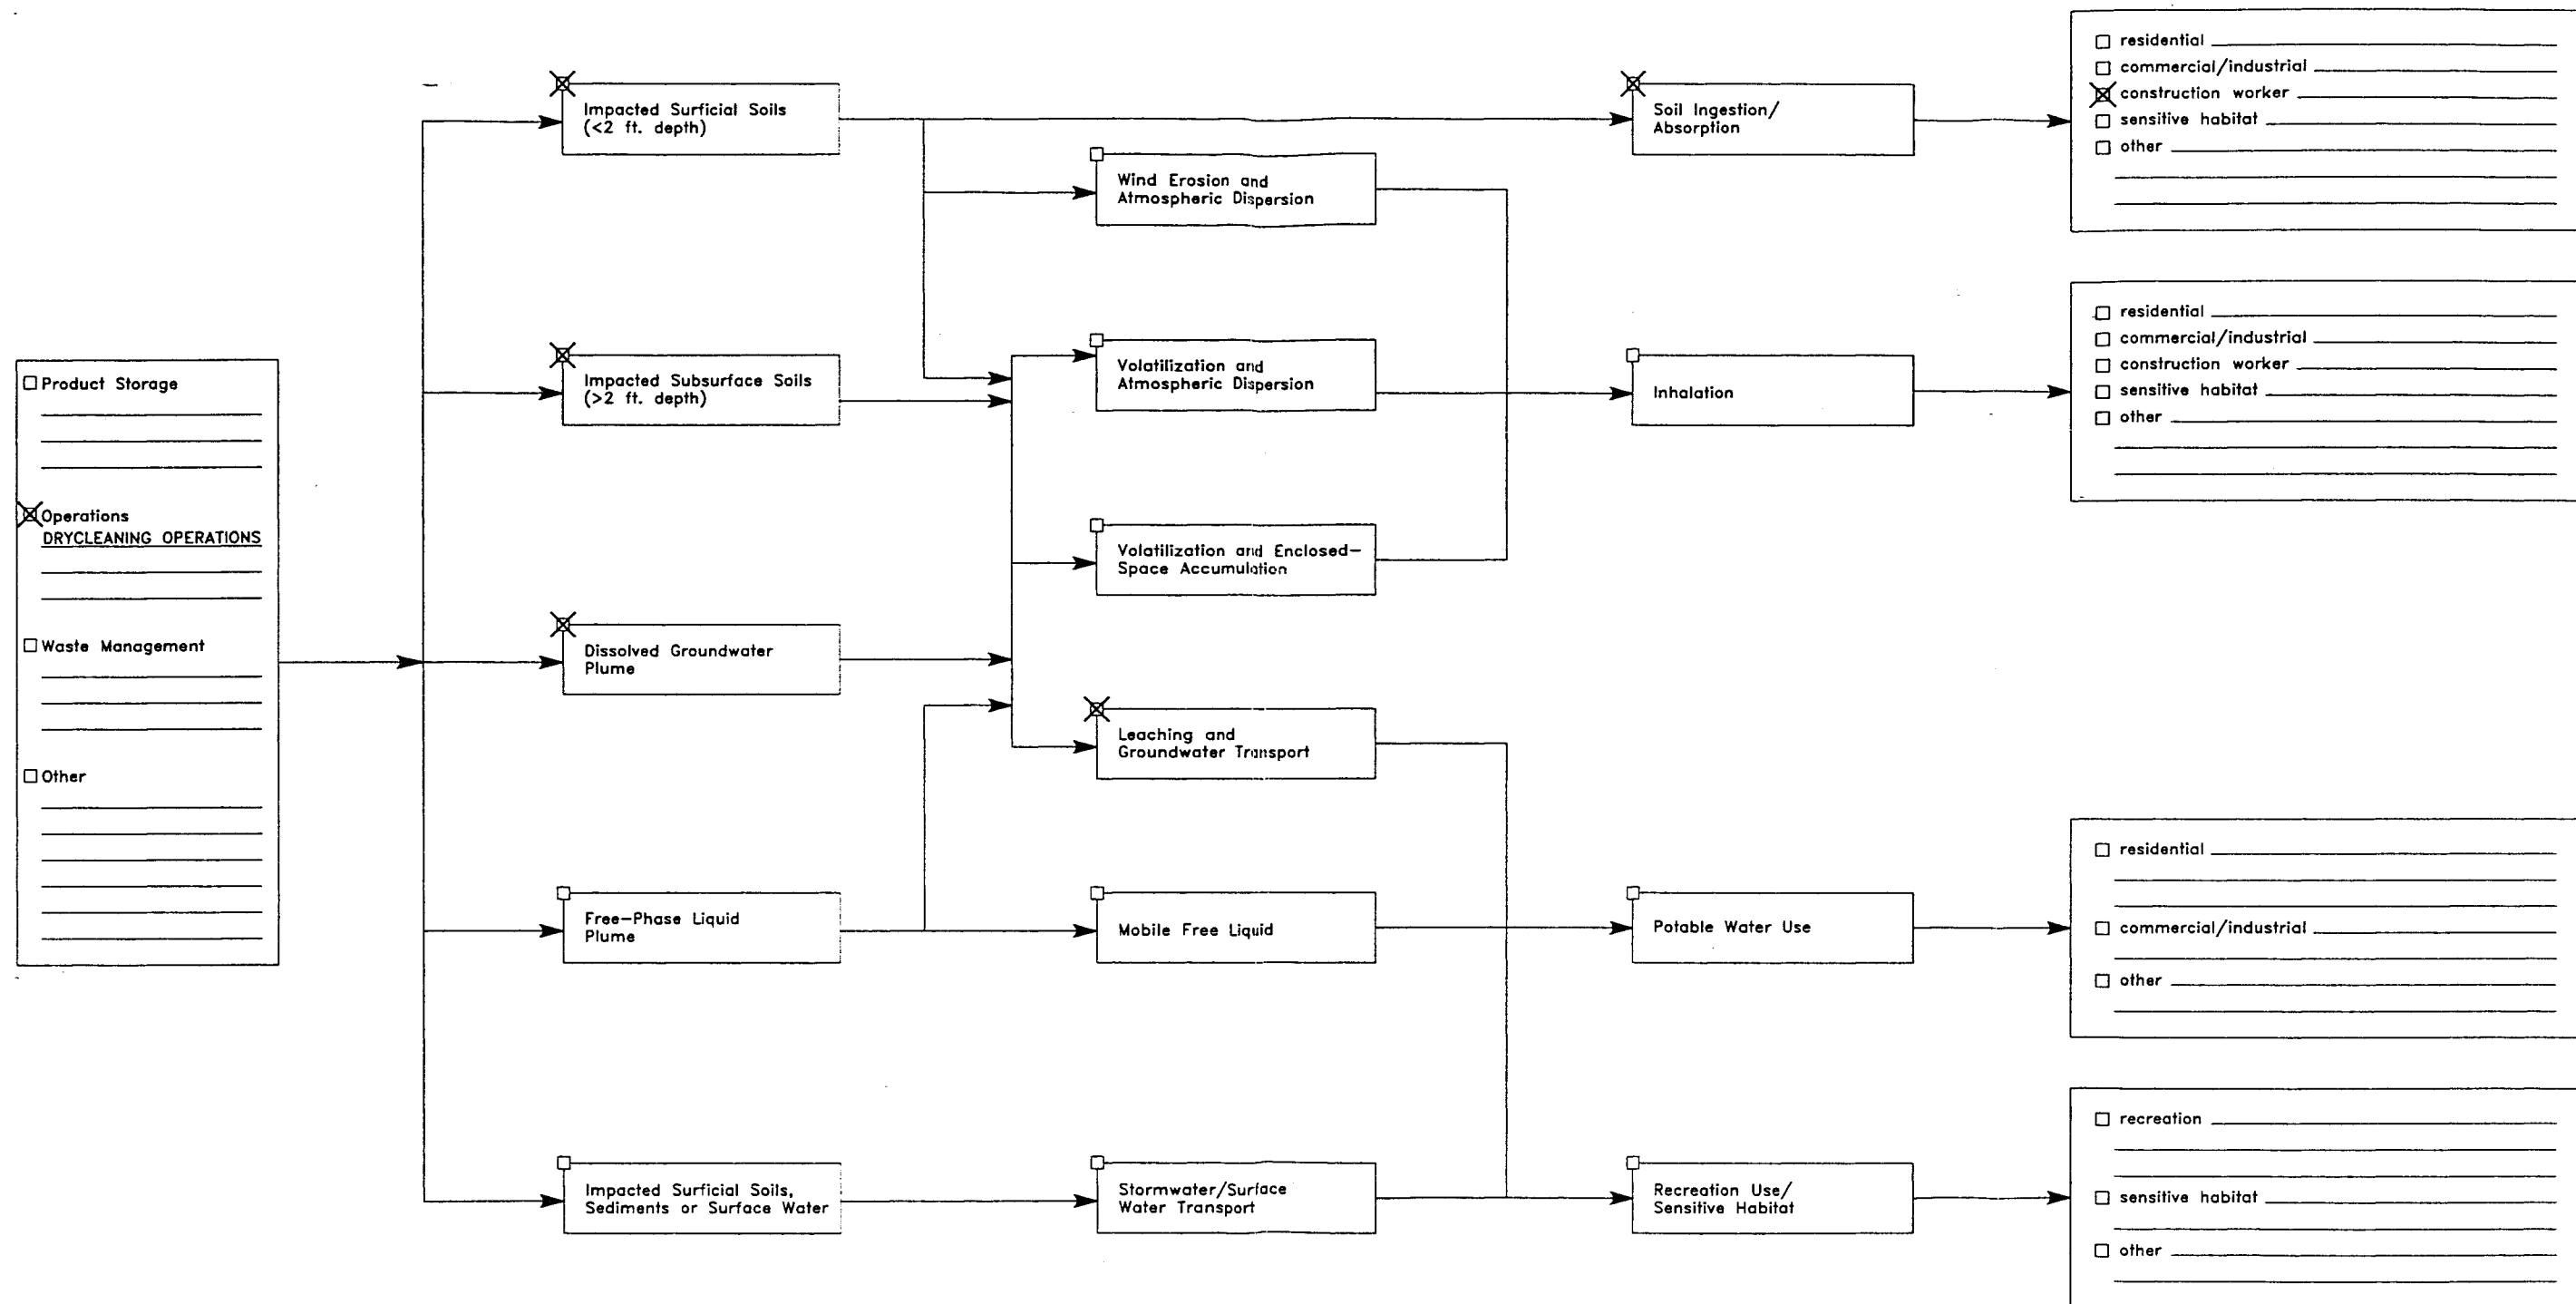 Product Storage
Operations
DRYCLEANING OPERATIONS
Waste Management
Other
Impacted Surficial Soils
(<2 ft. depth)
Impacted Subsurface Soils
(>2 ft. depth)
Dissolved Groundwater
Plume
Free-Phase Liquid
Plume
Impacted Surficial Soils,
Sediments or Surface Water
Wind Erosion and
Atmospheric Dispersion
Volatilization and
Atmospheric Dispersion
Volatilization and Enclosed-
Space Accumulation
Leaching and
Groundwater Transport
Mobile Free Liquid
Stormwater/Surface
Water Transport
Soil Ingestion/
Absorption
Inhalation
Potable Water Use
Recreation Use/
Sensitive Habitat
residential
commercial/industrial
construction worker
sensitive habitat
other
residential
commercial/industrial
construction worker
sensitive habitat
other
residential
commercial/industrial
other
recreation
sensitive habitat
other